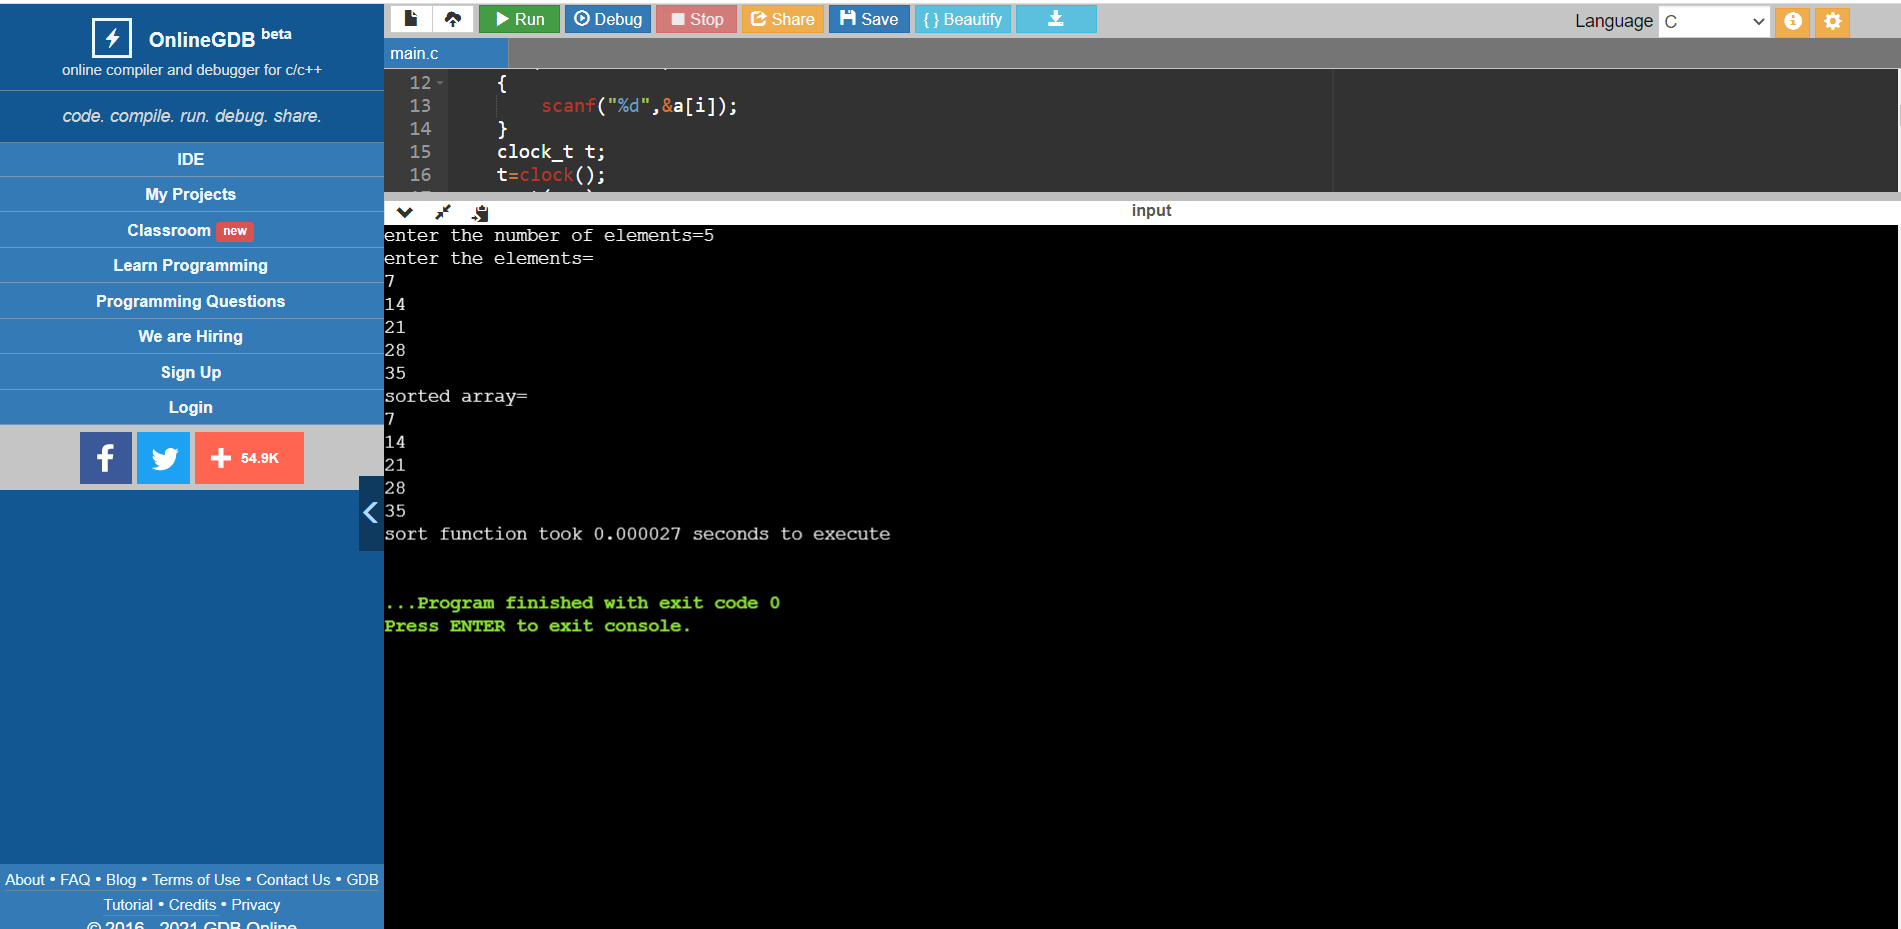 OnlineGDB beta
online compiler and debugger for c/c++
code. compile. run. debug. share.
IDE
My Projects
Classroom new
Learn Programming
Programming Questions
We are Hiring
Sign Up
Login
54.9K
About • FAQ • Blog • Terms of Use • Contact Us • GDB
Tutorial • Credits • Privacy
© 2016 - 2021 GDB Online
Run Debug Stop Share Save { } Beautify
Language C
main.c
12 {
13 scanf("%d",&a[i]);
14 }
15 clock_t t;
16 t=clock();
input
enter the number of elements=5
enter the elements=
7
14
21
28
35
sorted array=
7
14
21
28
35
sort function took 0.000027 seconds to execute
...Program finished with exit code 0
Press ENTER to exit console.